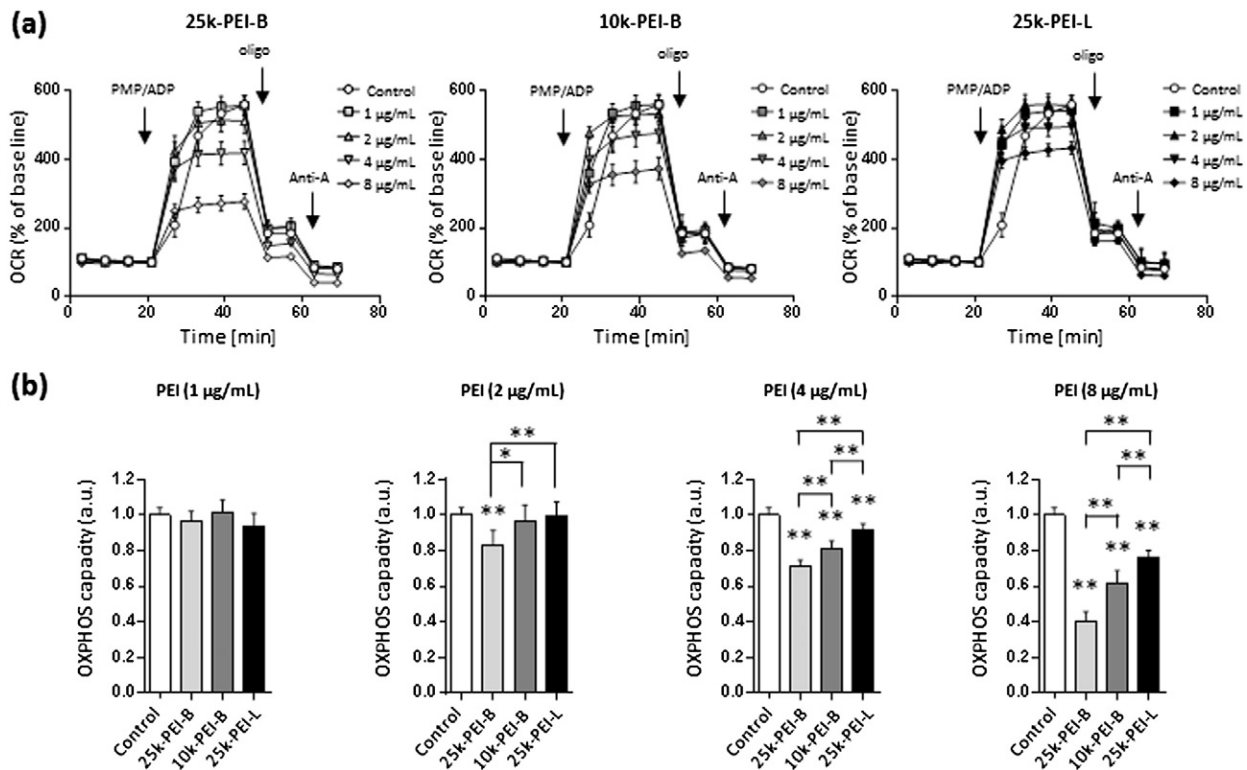 (a)
25k-PEI-B
10k-PEI-B
25k-PEI-L
OCR (% of baseline)
600
400
200
0
0 20 40 60 80
Time [min]
PMP/ADP
oligo
Anti-A
Control
1 µg/mL
2 µg/mL
4 µg/mL
8 µg/mL
OCR (% of baseline)
600
400
200
0
0 20 40 60 80
Time [min]
PMP/ADP
oligo
Anti-A
Control
1 µg/mL
2 µg/mL
4 µg/mL
8 µg/mL
OCR (% of baseline)
600
400
200
0
0 20 40 60 80
Time [min]
PMP/ADP
oligo
Anti-A
Control
1 µg/mL
2 µg/mL
4 µg/mL
8 µg/mL
(b)
PEI (1 µg/mL)
OXPHOS capacity (a.u.)
1.2
1.0
0.8
0.6
0.4
0.2
0.0
Control
25k-PEI-B
10k-PEI-B
25k-PEI-L
PEI (2 µg/mL)
**
*
**
OXPHOS capacity (a.u.)
1.2
1.0
0.8
0.6
0.4
0.2
0.0
Control
25k-PEI-B
10k-PEI-B
25k-PEI-L
PEI (4 µg/mL)
**
**
**
**
**
**
OXPHOS capacity (a.u.)
1.2
1.0
0.8
0.6
0.4
0.2
0.0
Control
25k-PEI-B
10k-PEI-B
25k-PEI-L
PEI (8 µg/mL)
**
**
**
**
**
**
OXPHOS capacity (a.u.)
1.2
1.0
0.8
0.6
0.4
0.2
0.0
Control
25k-PEI-B
10k-PEI-B
25k-PEI-L